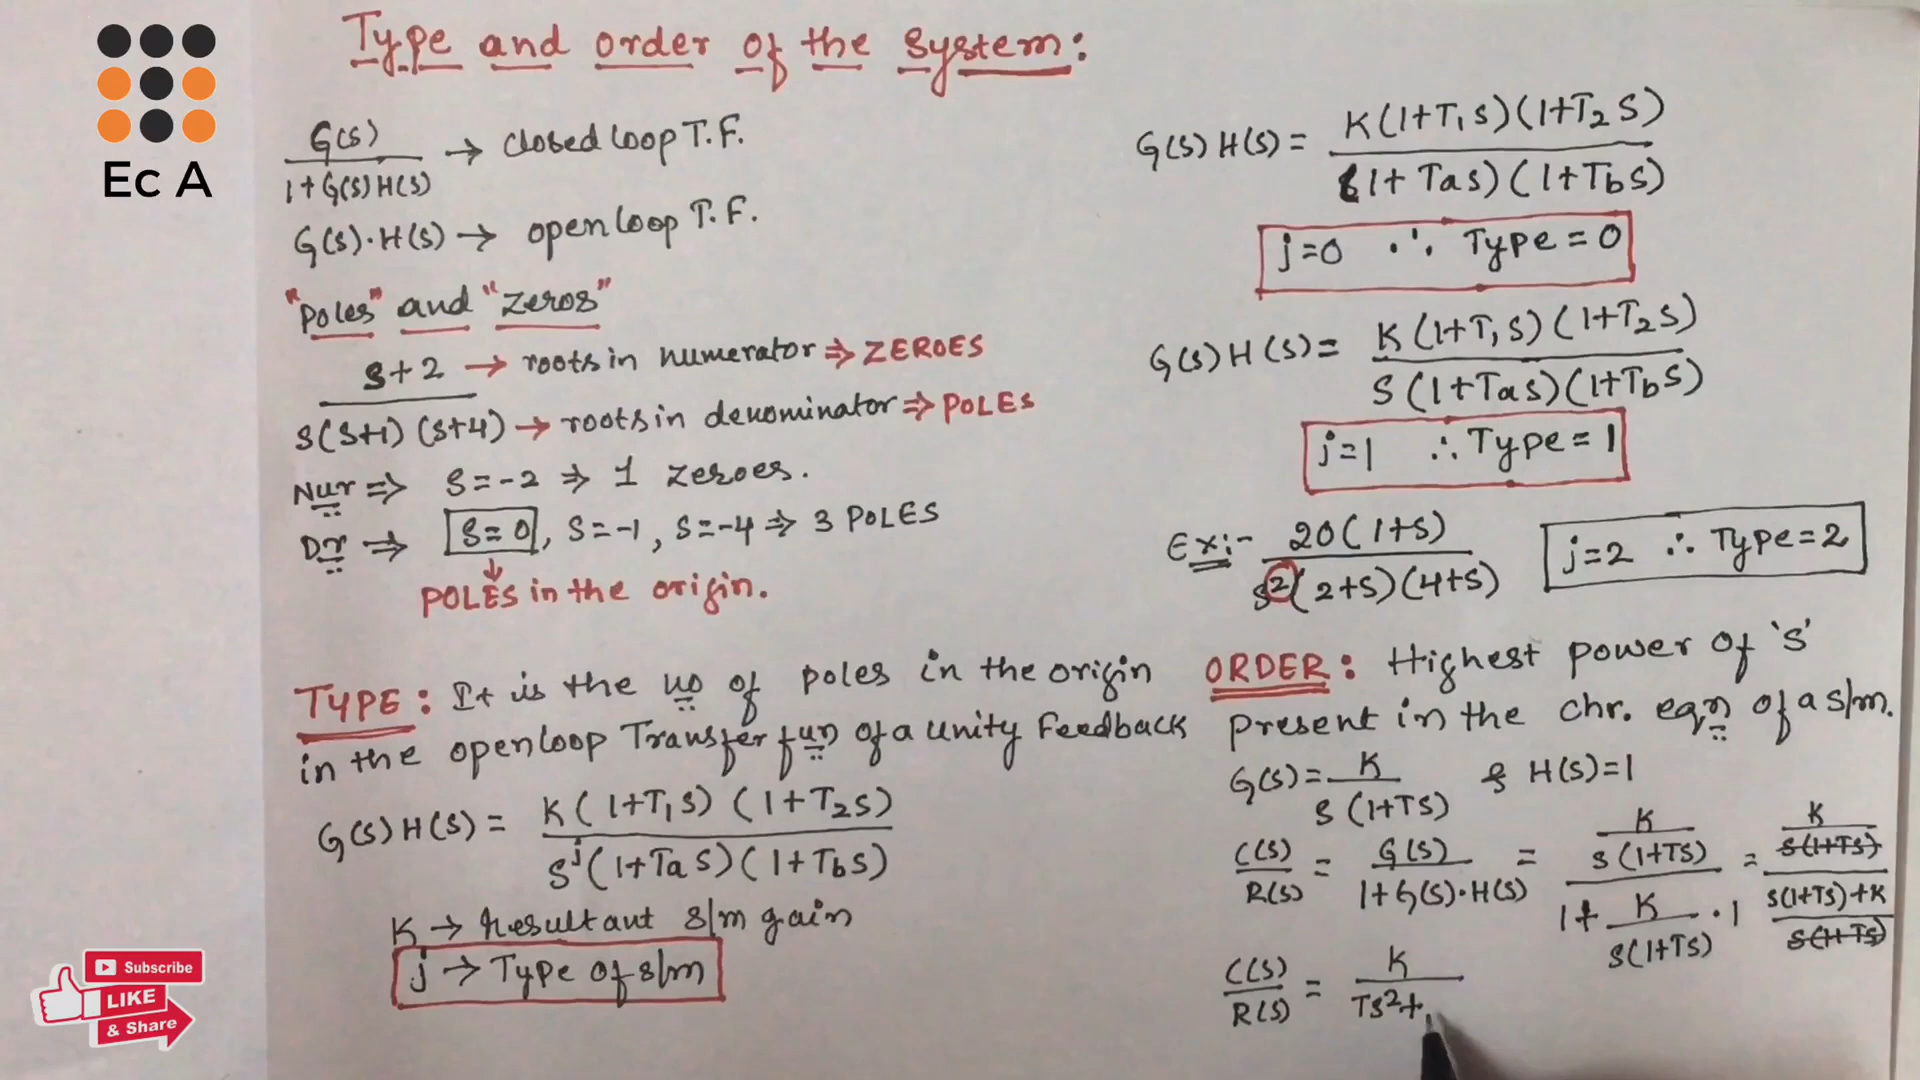 Type and order of the system:
Ec A
G(s) / 1+G(s)H(s) → closed loop T.F.
G(s)·H(s) → open loop T.F.
"Poles" and "zeros"
s+2 → roots in numerator ⇒ ZEROES
s(s+1)(s+4) → roots in denominator ⇒ POLES
Nur ⇒ s=-2 ⇒ 1 zeroes.
Dr ⇒ s=0, s=-1, s=-4 ⇒ 3 POLES
↓
POLES in the origin.
TYPE: It is the no of poles in the origin
in the openloop Transfer fun of a unity Feedback
G(s)H(s) = K(1+T₁s)(1+T₂s) / s^j(1+Tas)(1+Tbs)
K → Resultant s/m gain
j → Type of s/m
G(s)H(s) = K(1+T₁s)(1+T₂s) / (1+Tas)(1+Tbs)
j=0 ∴ Type=0
G(s)H(s) = K(1+T₁s)(1+T₂s) / s(1+Tas)(1+Tbs)
j=1 ∴ Type=1
Ex:- 20(1+s) / s²(2+s)(4+s) j=2 ∴ Type=2
ORDER: Highest power of 's'
present in the chr. eqn of a s/m.
G(s) = K / s(1+Ts) & H(s)=1
C(s)/R(s) = G(s) / 1+G(s)·H(s) = K/s(1+Ts) / 1+ K/s(1+Ts) ·1 = K/s(1+Ts) / s(1+Ts)+K/s(1+Ts)
C(s)/R(s) = K / Ts²+
Subscribe
LIKE
& Share